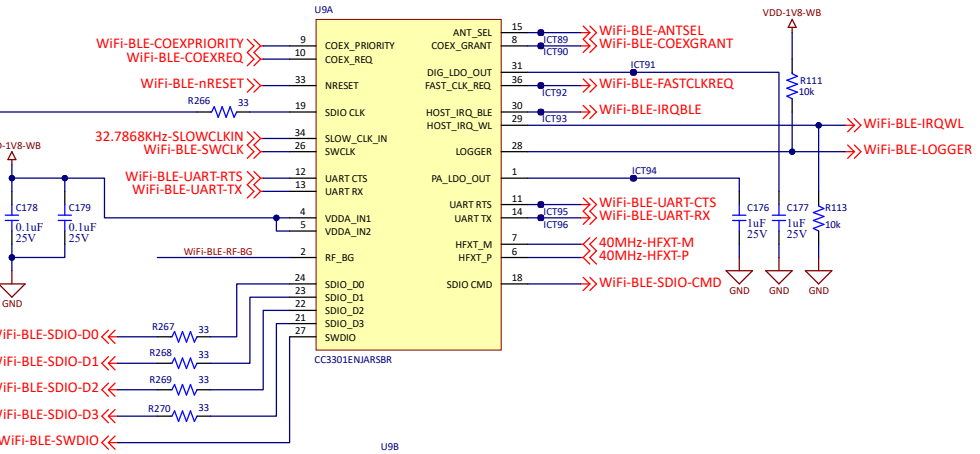 U9A
VDD-1V8-WB
WiFi-BLE-COEXPRIORITY
9
COEX_PRIORITY
ANT_SEL
15
WiFi-BLE-ANTSEL
WiFi-BLE-COEXREQ
10
COEX_REQ
COEX_GRANT
8
ICT89
ICT90
WiFi-BLE-COEXGRANT
WiFi-BLE-nRESET
33
NRESET
DIG_LDO_OUT
31
ICT91
FAST_CLK_REQ
36
ICT92
WiFi-BLE-FASTCLKREQ
R111
10k
R266
33
19
SDIO CLK
HOST_IRQ_BLE
30
ICT93
WiFi-BLE-IRQBLE
HOST_IRQ_WL
29
WiFi-BLE-IRQWL
32.7868KHz-SLOWCLKIN
34
SLOW_CLK_IN
WiFi-BLE-SWCLK
26
SWCLK
LOGGER
28
WiFi-BLE-LOGGER
D-1V8-WB
WiFi-BLE-UART-RTS
12
UART CTS
PA_LDO_OUT
1
ICT94
WiFi-BLE-UART-TX
13
UART RX
UART RTS
11
ICT95
WiFi-BLE-UART-CTS
UART TX
14
ICT96
WiFi-BLE-UART-RX
C178
0.1uF
25V
C179
0.1uF
25V
4
VDDA_IN1
5
VDDA_IN2
C176
1uF
25V
C177
1uF
25V
R113
10k
WiFi-BLE-RF-BG
2
RF_BG
HFXT_M
7
40MHz-HFXT-M
HFXT_P
6
40MHz-HFXT-P
24
SDIO_D0
SDIO CMD
18
WiFi-BLE-SDIO-CMD
23
SDIO_D1
22
SDIO_D2
21
SDIO_D3
27
SWDIO
GND
GND
GND
GND
WiFi-BLE-SDIO-D0
R267
33
WiFi-BLE-SDIO-D1
R268
33
WiFi-BLE-SDIO-D2
R269
33
WiFi-BLE-SDIO-D3
R270
33
WiFi-BLE-SWDIO
CC3301ENJARSBR
U9B